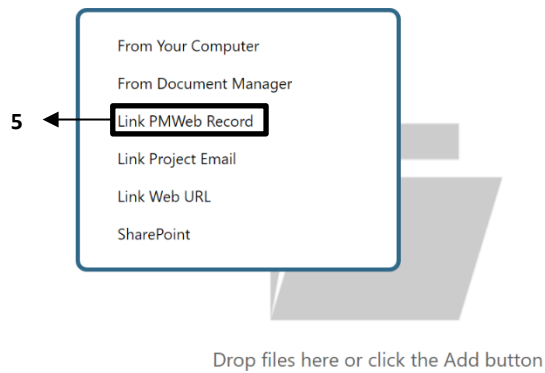 From Your Computer
From Document Manager
5
Link PMWeb Record
Link Project Email
Link Web URL
SharePoint
Drop files here or click the Add button